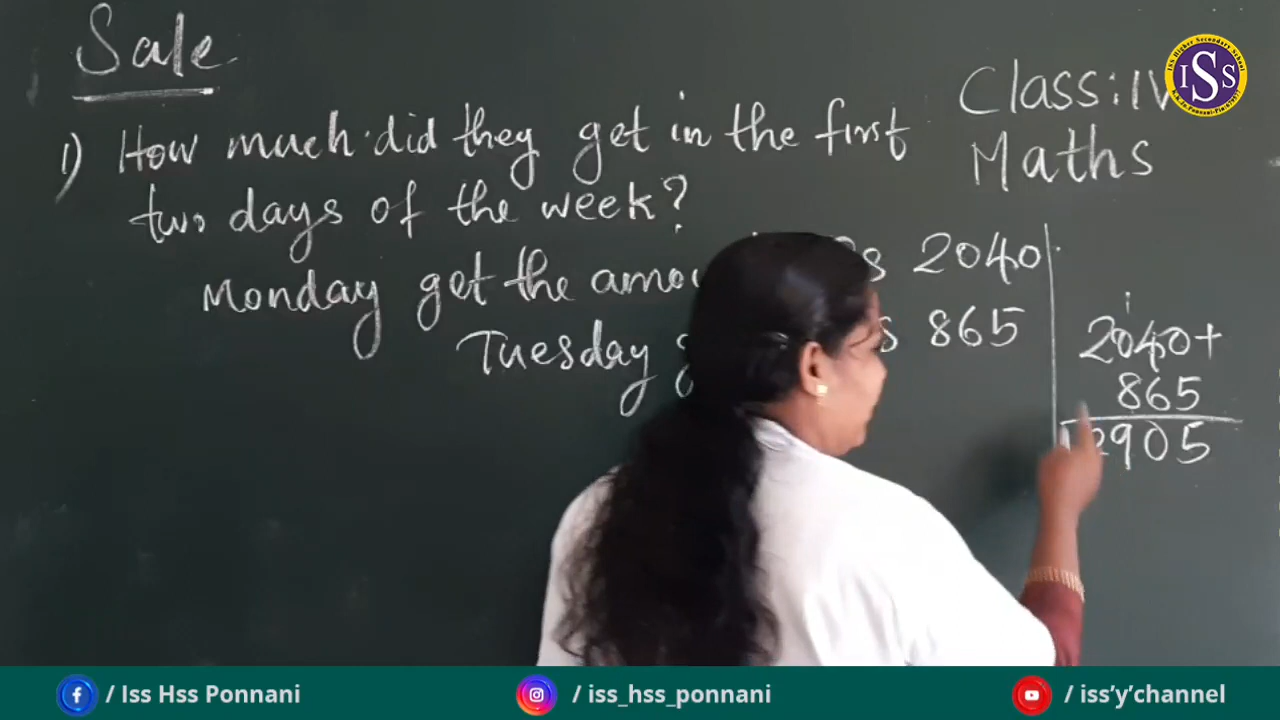 Sale
Class: IV
Maths
1) How much did they get in the first
two days of the week?
Monday get the 2040
Tuesday 865
2040+
865
2905
ISS
/ Iss Hss Ponnani
/ iss_hss_ponnani
/ iss'y'channel